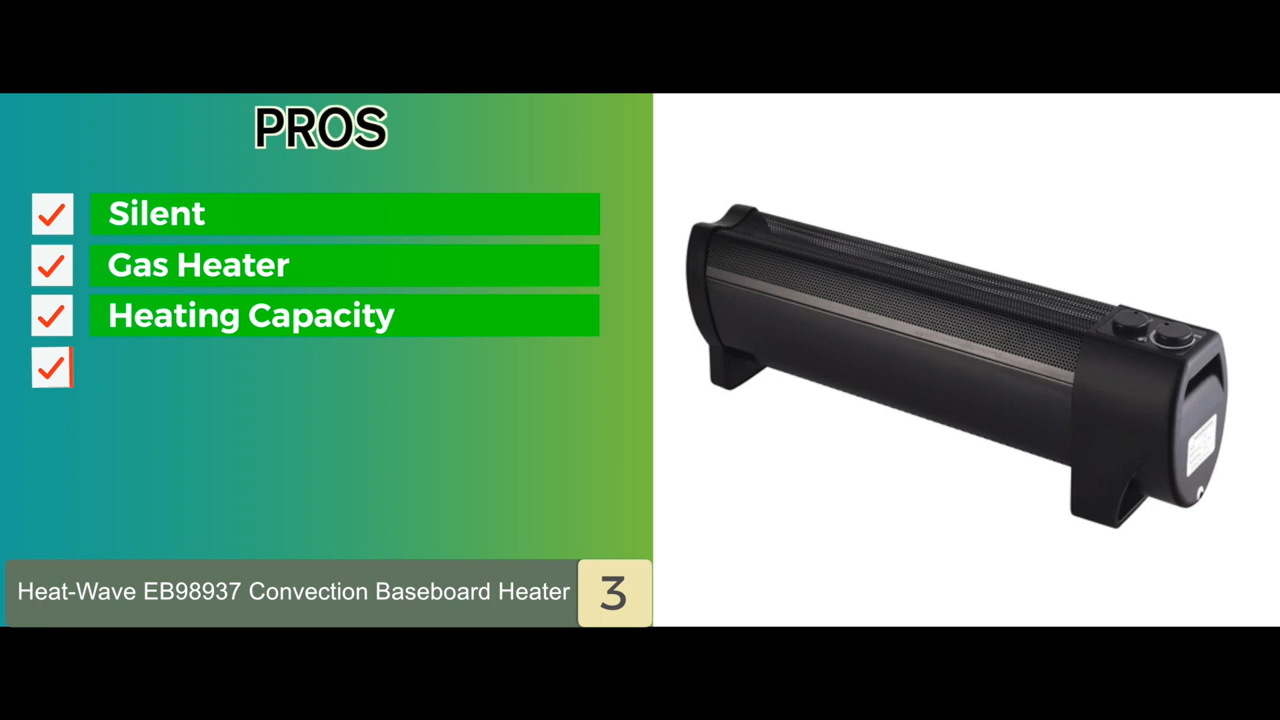 PROS
Silent
Gas Heater
Heating Capacity
Heat-Wave EB98937 Convection Baseboard Heater
3